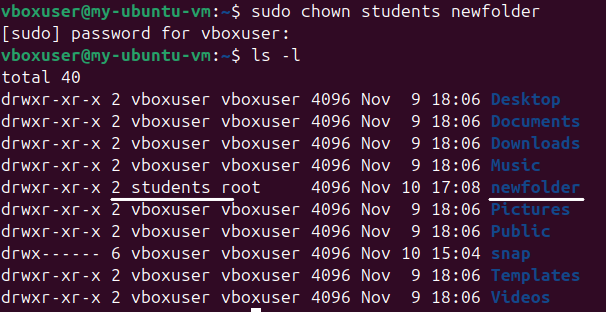 vboxuser@my-ubuntu-vm:~$ sudo chown students newfolder
[sudo] password for vboxuser:
vboxuser@my-ubuntu-vm:~$ ls -l
total 40
drwxr-xr-x 2 vboxuser vboxuser 4096 Nov  9 18:06 Desktop
drwxr-xr-x 2 vboxuser vboxuser 4096 Nov  9 18:06 Documents
drwxr-xr-x 2 vboxuser vboxuser 4096 Nov  9 18:06 Downloads
drwxr-xr-x 2 vboxuser vboxuser 4096 Nov  9 18:06 Music
drwxr-xr-x 2 students root     4096 Nov 10 17:08 newfolder
drwxr-xr-x 2 vboxuser vboxuser 4096 Nov  9 18:06 Pictures
drwxr-xr-x 2 vboxuser vboxuser 4096 Nov  9 18:06 Public
drwx------ 6 vboxuser vboxuser 4096 Nov 10 15:04 snap
drwxr-xr-x 2 vboxuser vboxuser 4096 Nov  9 18:06 Templates
drwxr-xr-x 2 vboxuser vboxuser 4096 Nov  9 18:06 Videos